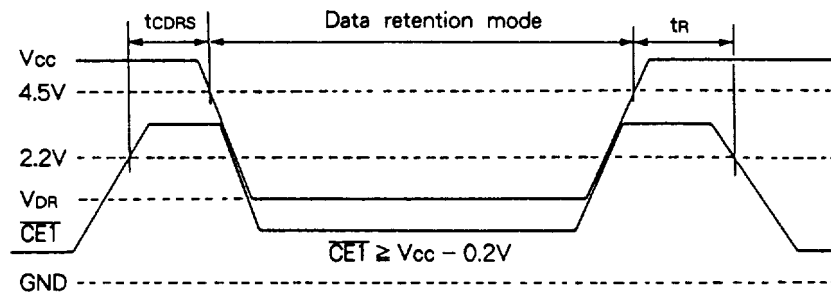 tCDRS Data retention mode tR
Vcc
4.5V
2.2V
VDR
CE1
CE1 ≥ Vcc – 0.2V
GND